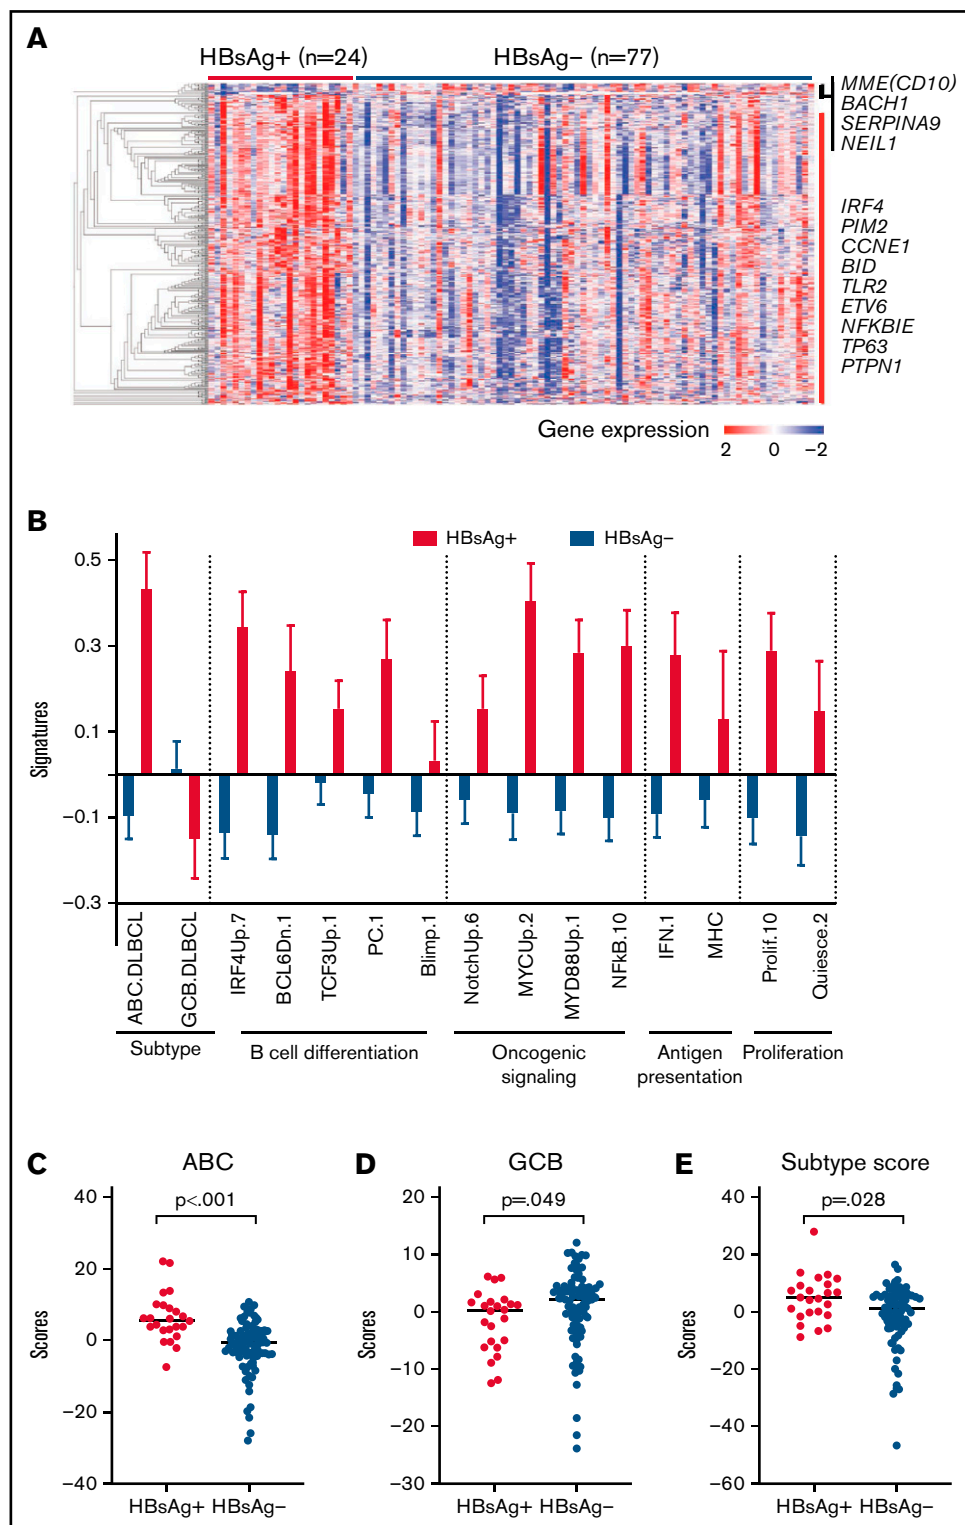 A
HBsAg+ (n=24)
HBsAg− (n=77)
MME(CD10)
BACH1
SERPINA9
NEIL1
IRF4
PIM2
CCNE1
BID
TLR2
ETV6
NFKBIE
TP63
PTPN1
Gene expression
2 0 −2
B
HBsAg+ HBsAg−
0.5
0.3
0.1
−0.1
−0.3
Signatures
ABC.DLBCL
GCB.DLBCL
IRF4Up.7
BCL6Dn.1
TCF3Up.1
PC.1
Blimp.1
NotchUp.6
MYCUp.2
MYD88Up.1
NFkB.10
IFN.1
MHC
Prolif.10
Quiesce.2
Subtype
B cell differentiation
Oncogenic
signaling
Antigen
presentation
Proliferation
C
ABC
p<.001
40
20
0
−20
−40
Scores
HBsAg+ HBsAg−
D
GCB
p=.049
20
10
0
−10
−20
−30
Scores
HBsAg+ HBsAg−
E
Subtype score
p=.028
40
20
0
−20
−40
−60
Scores
HBsAg+ HBsAg−